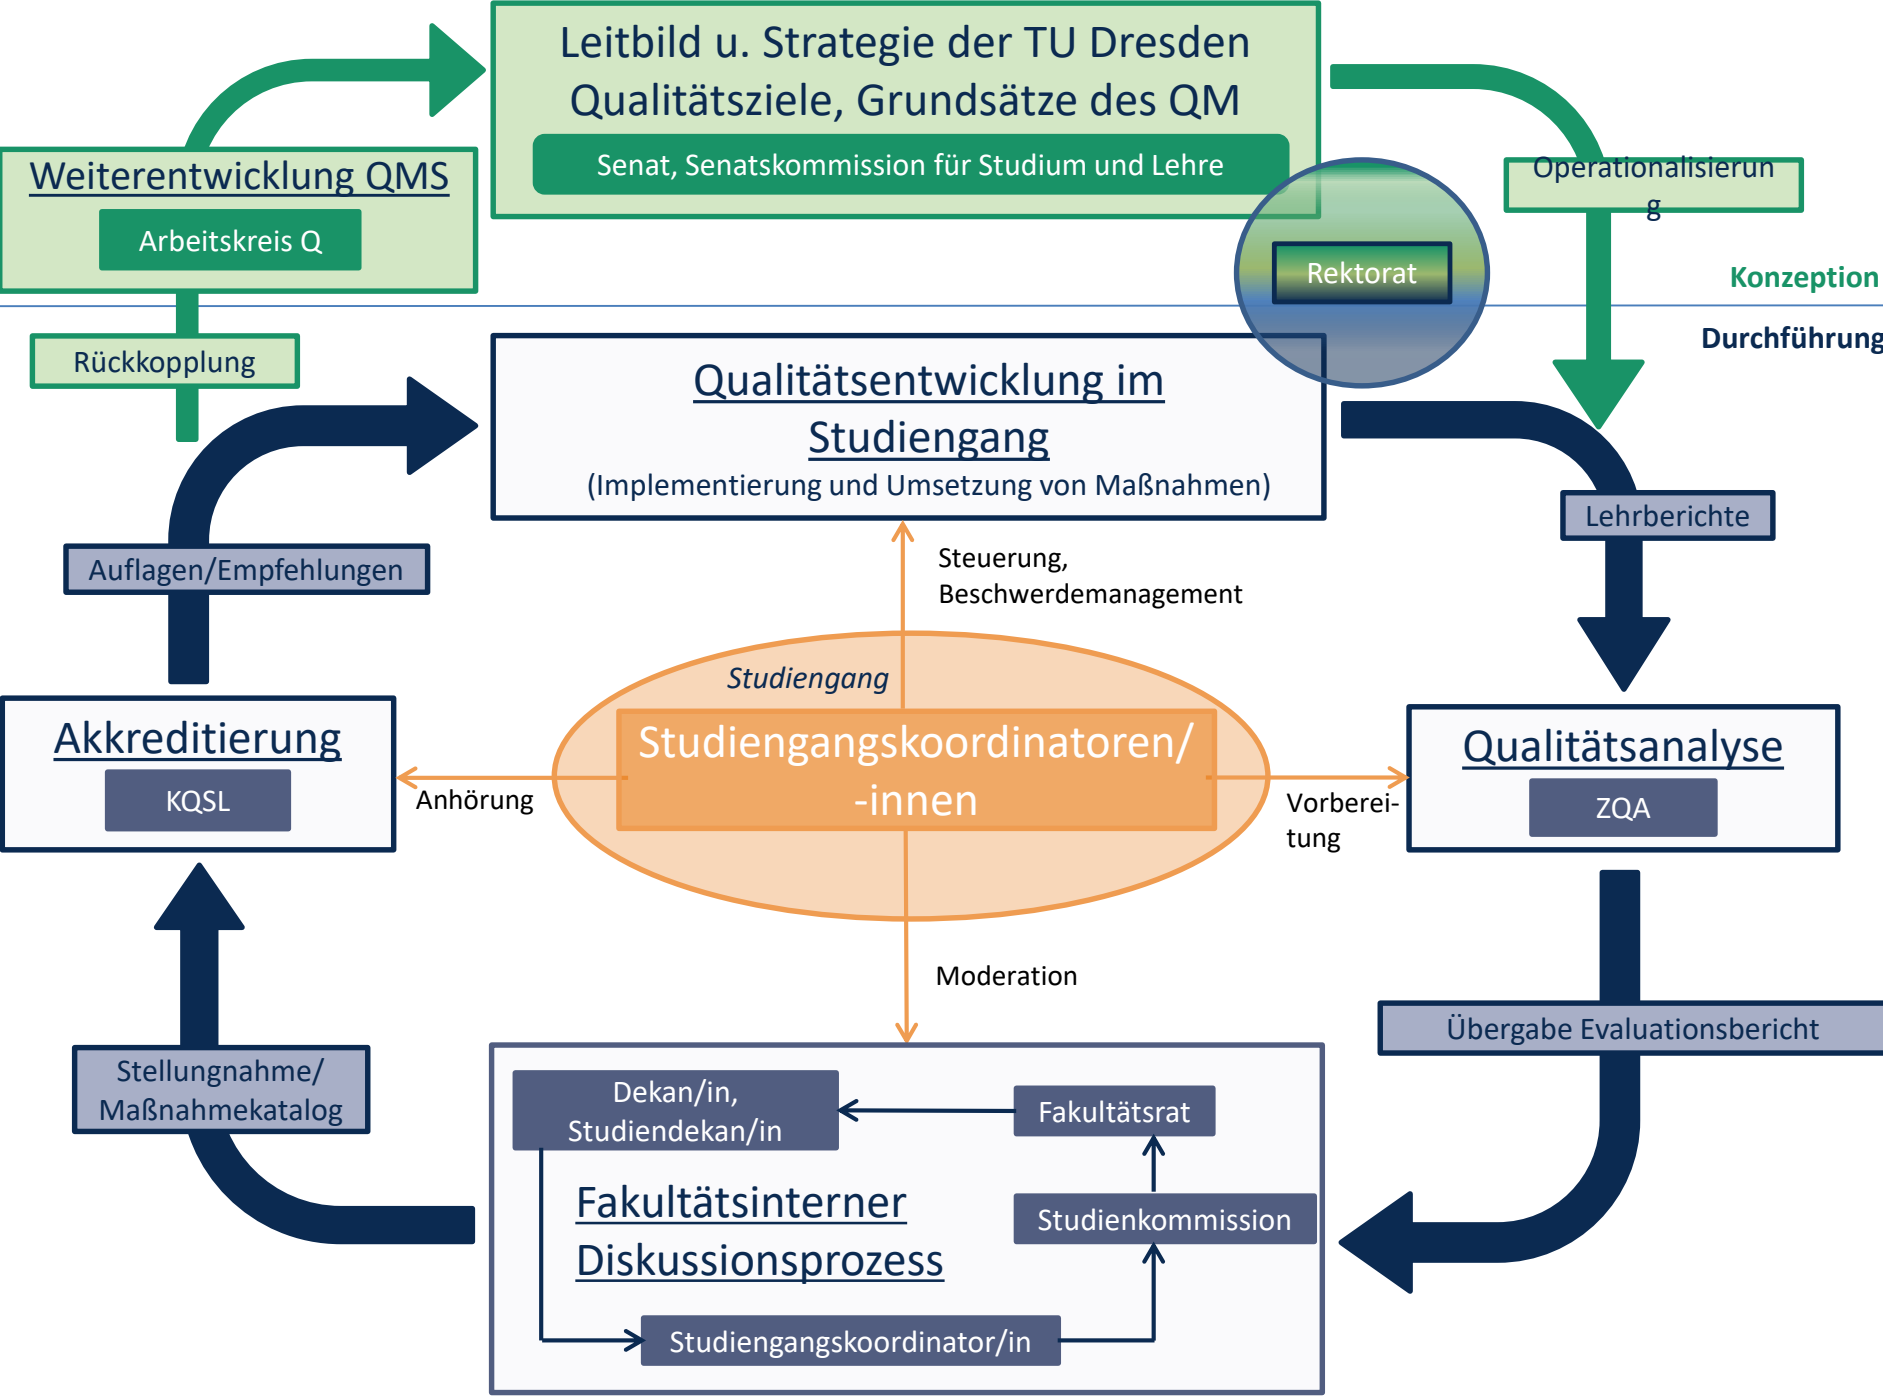 Leitbild u. Strategie der TU Dresden
Qualitätsziele, Grundsätze des QM
Senat, Senatskommission für Studium und Lehre
Weiterentwicklung QMS
Arbeitskreis Q
Operationalisierun
g
Rektorat
Konzeption
Durchführung
Rückkopplung
Qualitätsentwicklung im
Studiengang
(Implementierung und Umsetzung von Maßnahmen)
Lehrberichte
Auflagen/Empfehlungen
Steuerung,
Beschwerdemanagement
Studiengang
Studiengangskoordinatoren/
-innen
Akkreditierung
KQSL
Anhörung
Vorberei-
tung
Qualitätsanalyse
ZQA
Moderation
Übergabe Evaluationsbericht
Stellungnahme/
Maßnahmekatalog
Dekan/in,
Studiendekan/in
Fakultätsrat
Fakultätsinterner
Diskussionsprozess
Studienkommission
Studiengangskoordinator/in